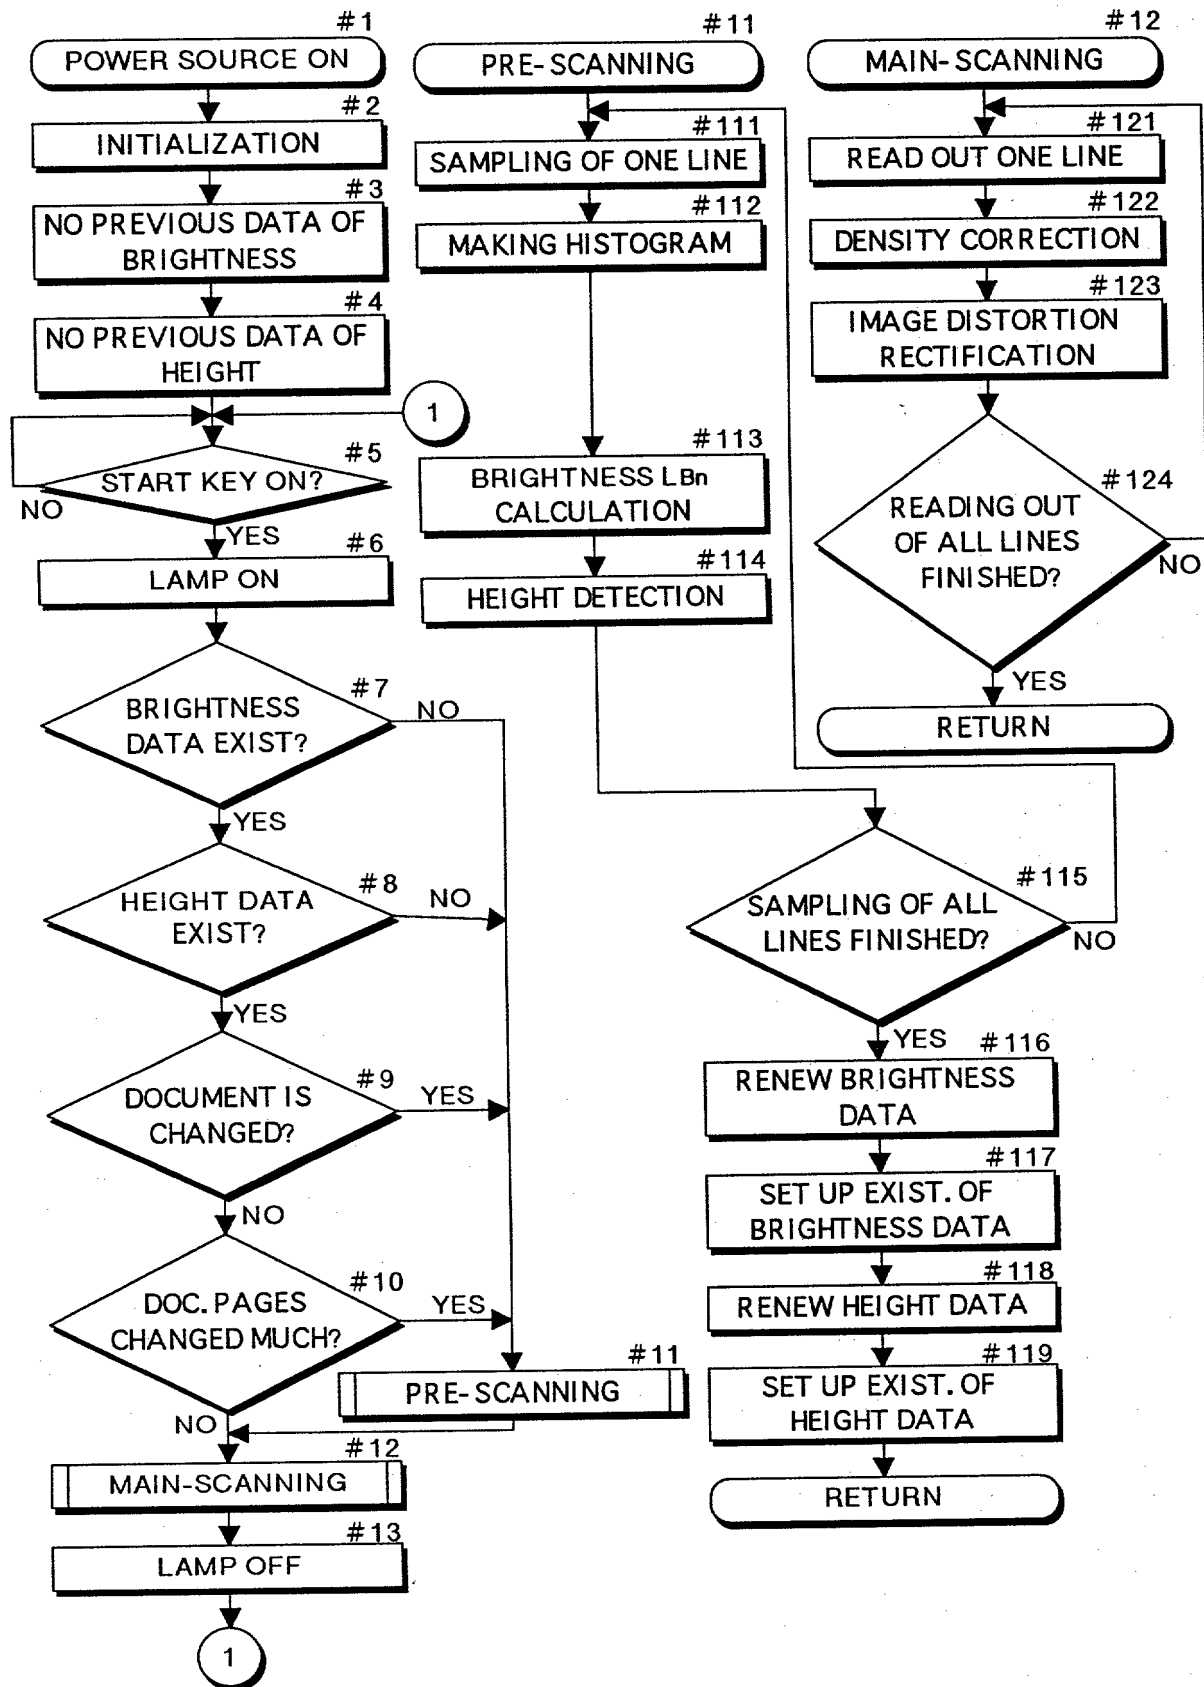 #1
POWER SOURCE ON
#2
INITIALIZATION
#3
NO PREVIOUS DATA OF
BRIGHTNESS
#4
NO PREVIOUS DATA OF
HEIGHT
1
#5
START KEY ON?
NO
YES
#6
LAMP ON
#7
BRIGHTNESS
DATA EXIST?
NO
YES
#8
HEIGHT DATA
EXIST?
NO
YES
#9
DOCUMENT IS
CHANGED?
YES
NO
#10
DOC. PAGES
CHANGED MUCH?
YES
#11
PRE-SCANNING
NO
#12
MAIN-SCANNING
#13
LAMP OFF
1
#11
PRE-SCANNING
#111
SAMPLING OF ONE LINE
#112
MAKING HISTOGRAM
#113
BRIGHTNESS LBn
CALCULATION
#114
HEIGHT DETECTION
#115
SAMPLING OF ALL
LINES FINISHED?
NO
YES
#116
RENEW BRIGHTNESS
DATA
#117
SET UP EXIST. OF
BRIGHTNESS DATA
#118
RENEW HEIGHT DATA
#119
SET UP EXIST. OF
HEIGHT DATA
RETURN
#12
MAIN-SCANNING
#121
READ OUT ONE LINE
#122
DENSITY CORRECTION
#123
IMAGE DISTORTION
RECTIFICATION
#124
READING OUT
OF ALL LINES
FINISHED?
NO
YES
RETURN